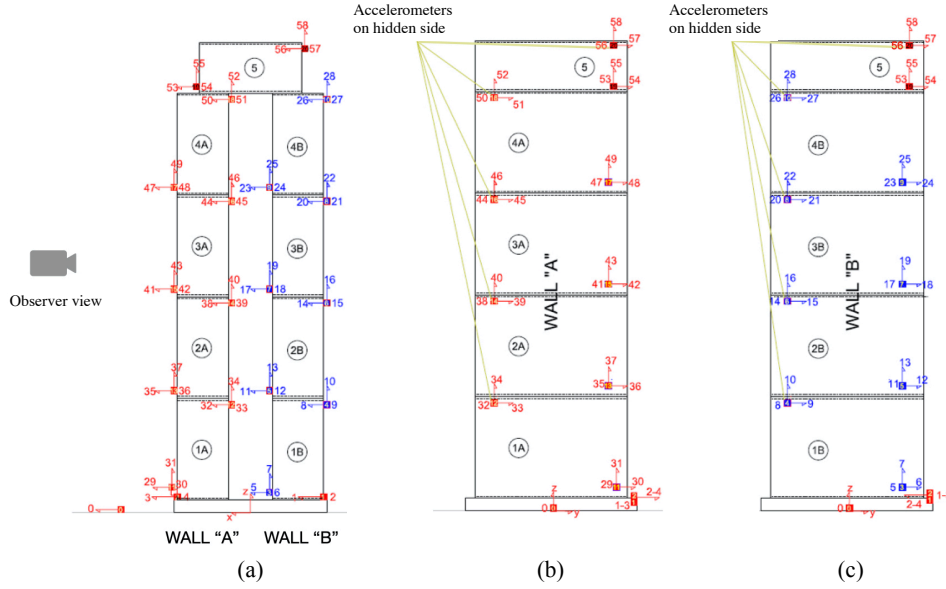 Accelerometers
on hidden side
Accelerometers
on hidden side
58
56 57
5
55
53 54
52
50 51
28
26 27
4A
4B
49
47 48
46
44 45
25
23 24
22
20 21
3A
3B
43
41 42
40
38 39
19
17 18
16
14 15
2A
2B
37
35 36
34
32 33
13
11 12
10
8 9
1A
1B
31
29 30
3 4
7
5 6
1 2
0
z
x
Observer view
WALL “A” WALL “B”
(a)
58
57
56
5
55
53 54
52
50 51
4A
49
47 48
46
44 45
3A
43
41 42
40
38 39
WALL "A"
2A
37
35 36
34
32 33
1A
31
29 30
2-4
1-3
z
0 y
(b)
58
57
56
5
55
53 54
28
26 27
4B
25
23 24
22
20 21
3B
19
17 18
16
14 15
WALL "B"
2B
13
11 12
10
8 9
1B
7
5 6
1-
2-4
z
0 y
(c)